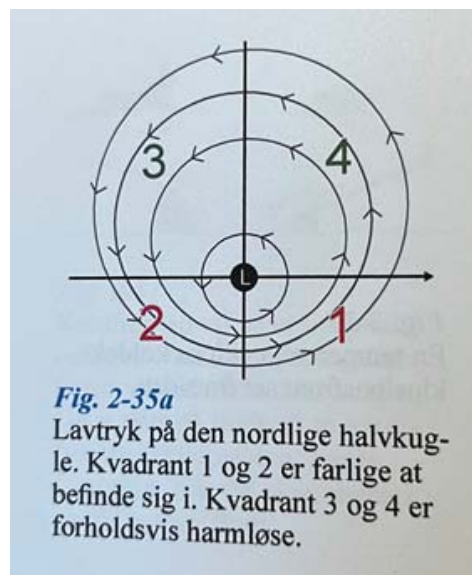 3
4
L
2
1
Fig. 2-35a
Lavtryk på den nordlige halvkug-
le. Kvadrant 1 og 2 er farlige at
befinde sig i. Kvadrant 3 og 4 er
forholdsvis harmløse.